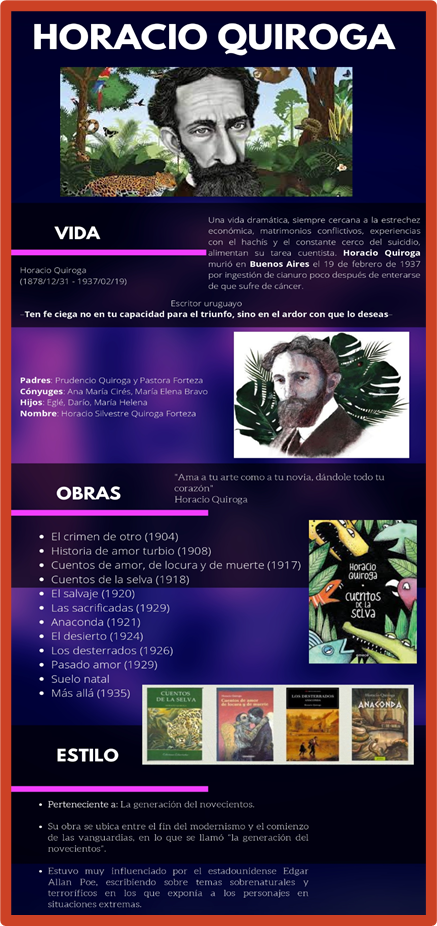 HORACIO QUIROGA
VIDA
Horacio Quiroga
(1878/12/31 - 1937/02/19)
Una vida dramática, siempre cercana a la estrechez
económica, matrimonios conflictivos, experiencias
con el hachís y el constante cerco del suicidio,
alimentan su tarea cuentista. Horacio Quiroga
murió en Buenos Aires el 19 de febrero de 1937
por ingestión de cianuro poco después de enterarse
de que sufre de cáncer.
Escritor uruguayo
–Ten fe ciega no en tu capacidad para el triunfo, sino en el ardor con que lo deseas–
Padres: Prudencio Quiroga y Pastora Forteza
Cónyuges: Ana María Cirés, María Elena Bravo
Hijos: Eglé, Darío, María Helena
Nombre: Horacio Silvestre Quiroga Forteza
OBRAS
"Ama a tu arte como a tu novia, dándole todo tu
corazón"
Horacio Quiroga
• El crimen de otro (1904)
• Historia de amor turbio (1908)
• Cuentos de amor, de locura y de muerte (1917)
• Cuentos de la selva (1918)
• El salvaje (1920)
• Las sacrificadas (1929)
• Anaconda (1921)
• El desierto (1924)
• Los desterrados (1926)
• Pasado amor (1929)
• Suelo natal
• Más allá (1935)
Horacio
Quiroga
cuentos
DE LA
selva
CUENTOS
DE LA SELVA
Cuentos de amor
de locura y de muerte
LOS DESTERRADOS
ANACONDA
ESTILO
• Perteneciente a: La generación del novecientos.
• Su obra se ubica entre el fin del modernismo y el comienzo
de las vanguardias, en lo que se llamó "la generación del
novecientos".
• Estuvo muy influenciado por el estadounidense Edgar
Allan Poe, escribiendo sobre temas sobrenaturales y
terroríficos en los que exponía a los personajes en
situaciones extremas.